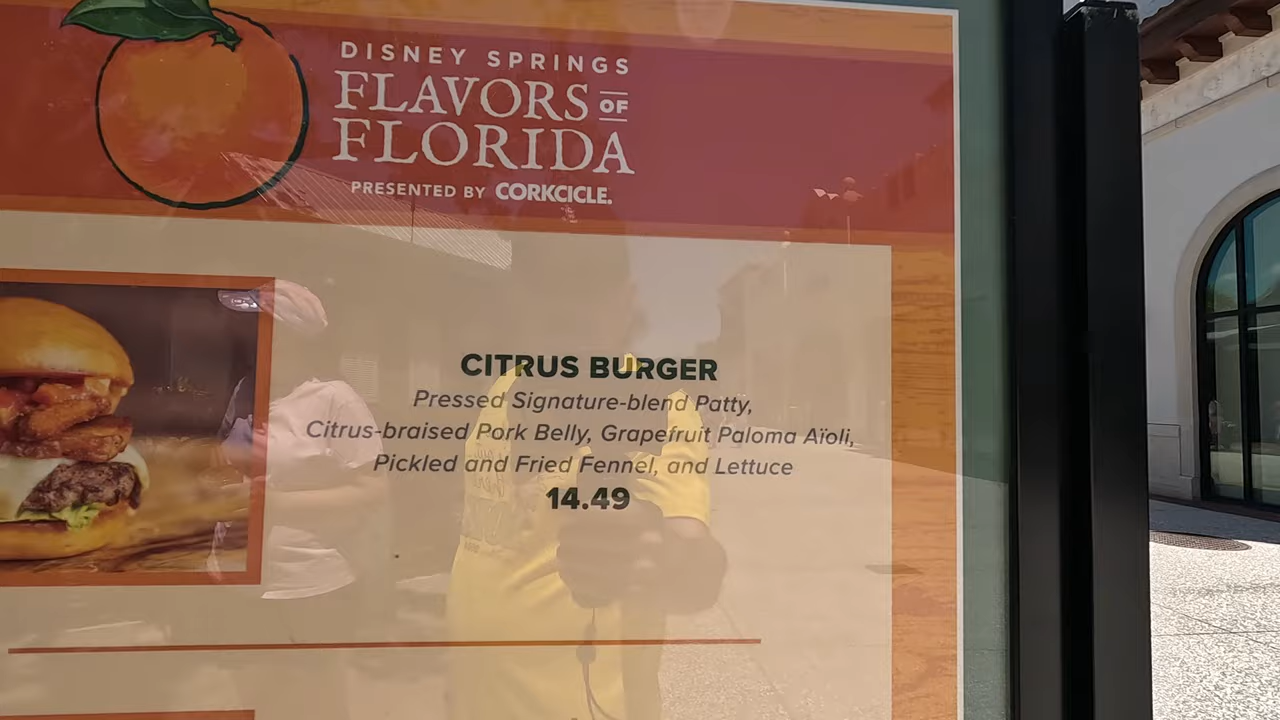 DISNEY SPRINGS
FLAVORS OF
FLORIDA
PRESENTED BY CORKCICLE.
CITRUS BURGER
Pressed Signature-blend Patty,
Citrus-braised Pork Belly, Grapefruit Paloma Aïoli,
Pickled and Fried Fennel, and Lettuce
14.49